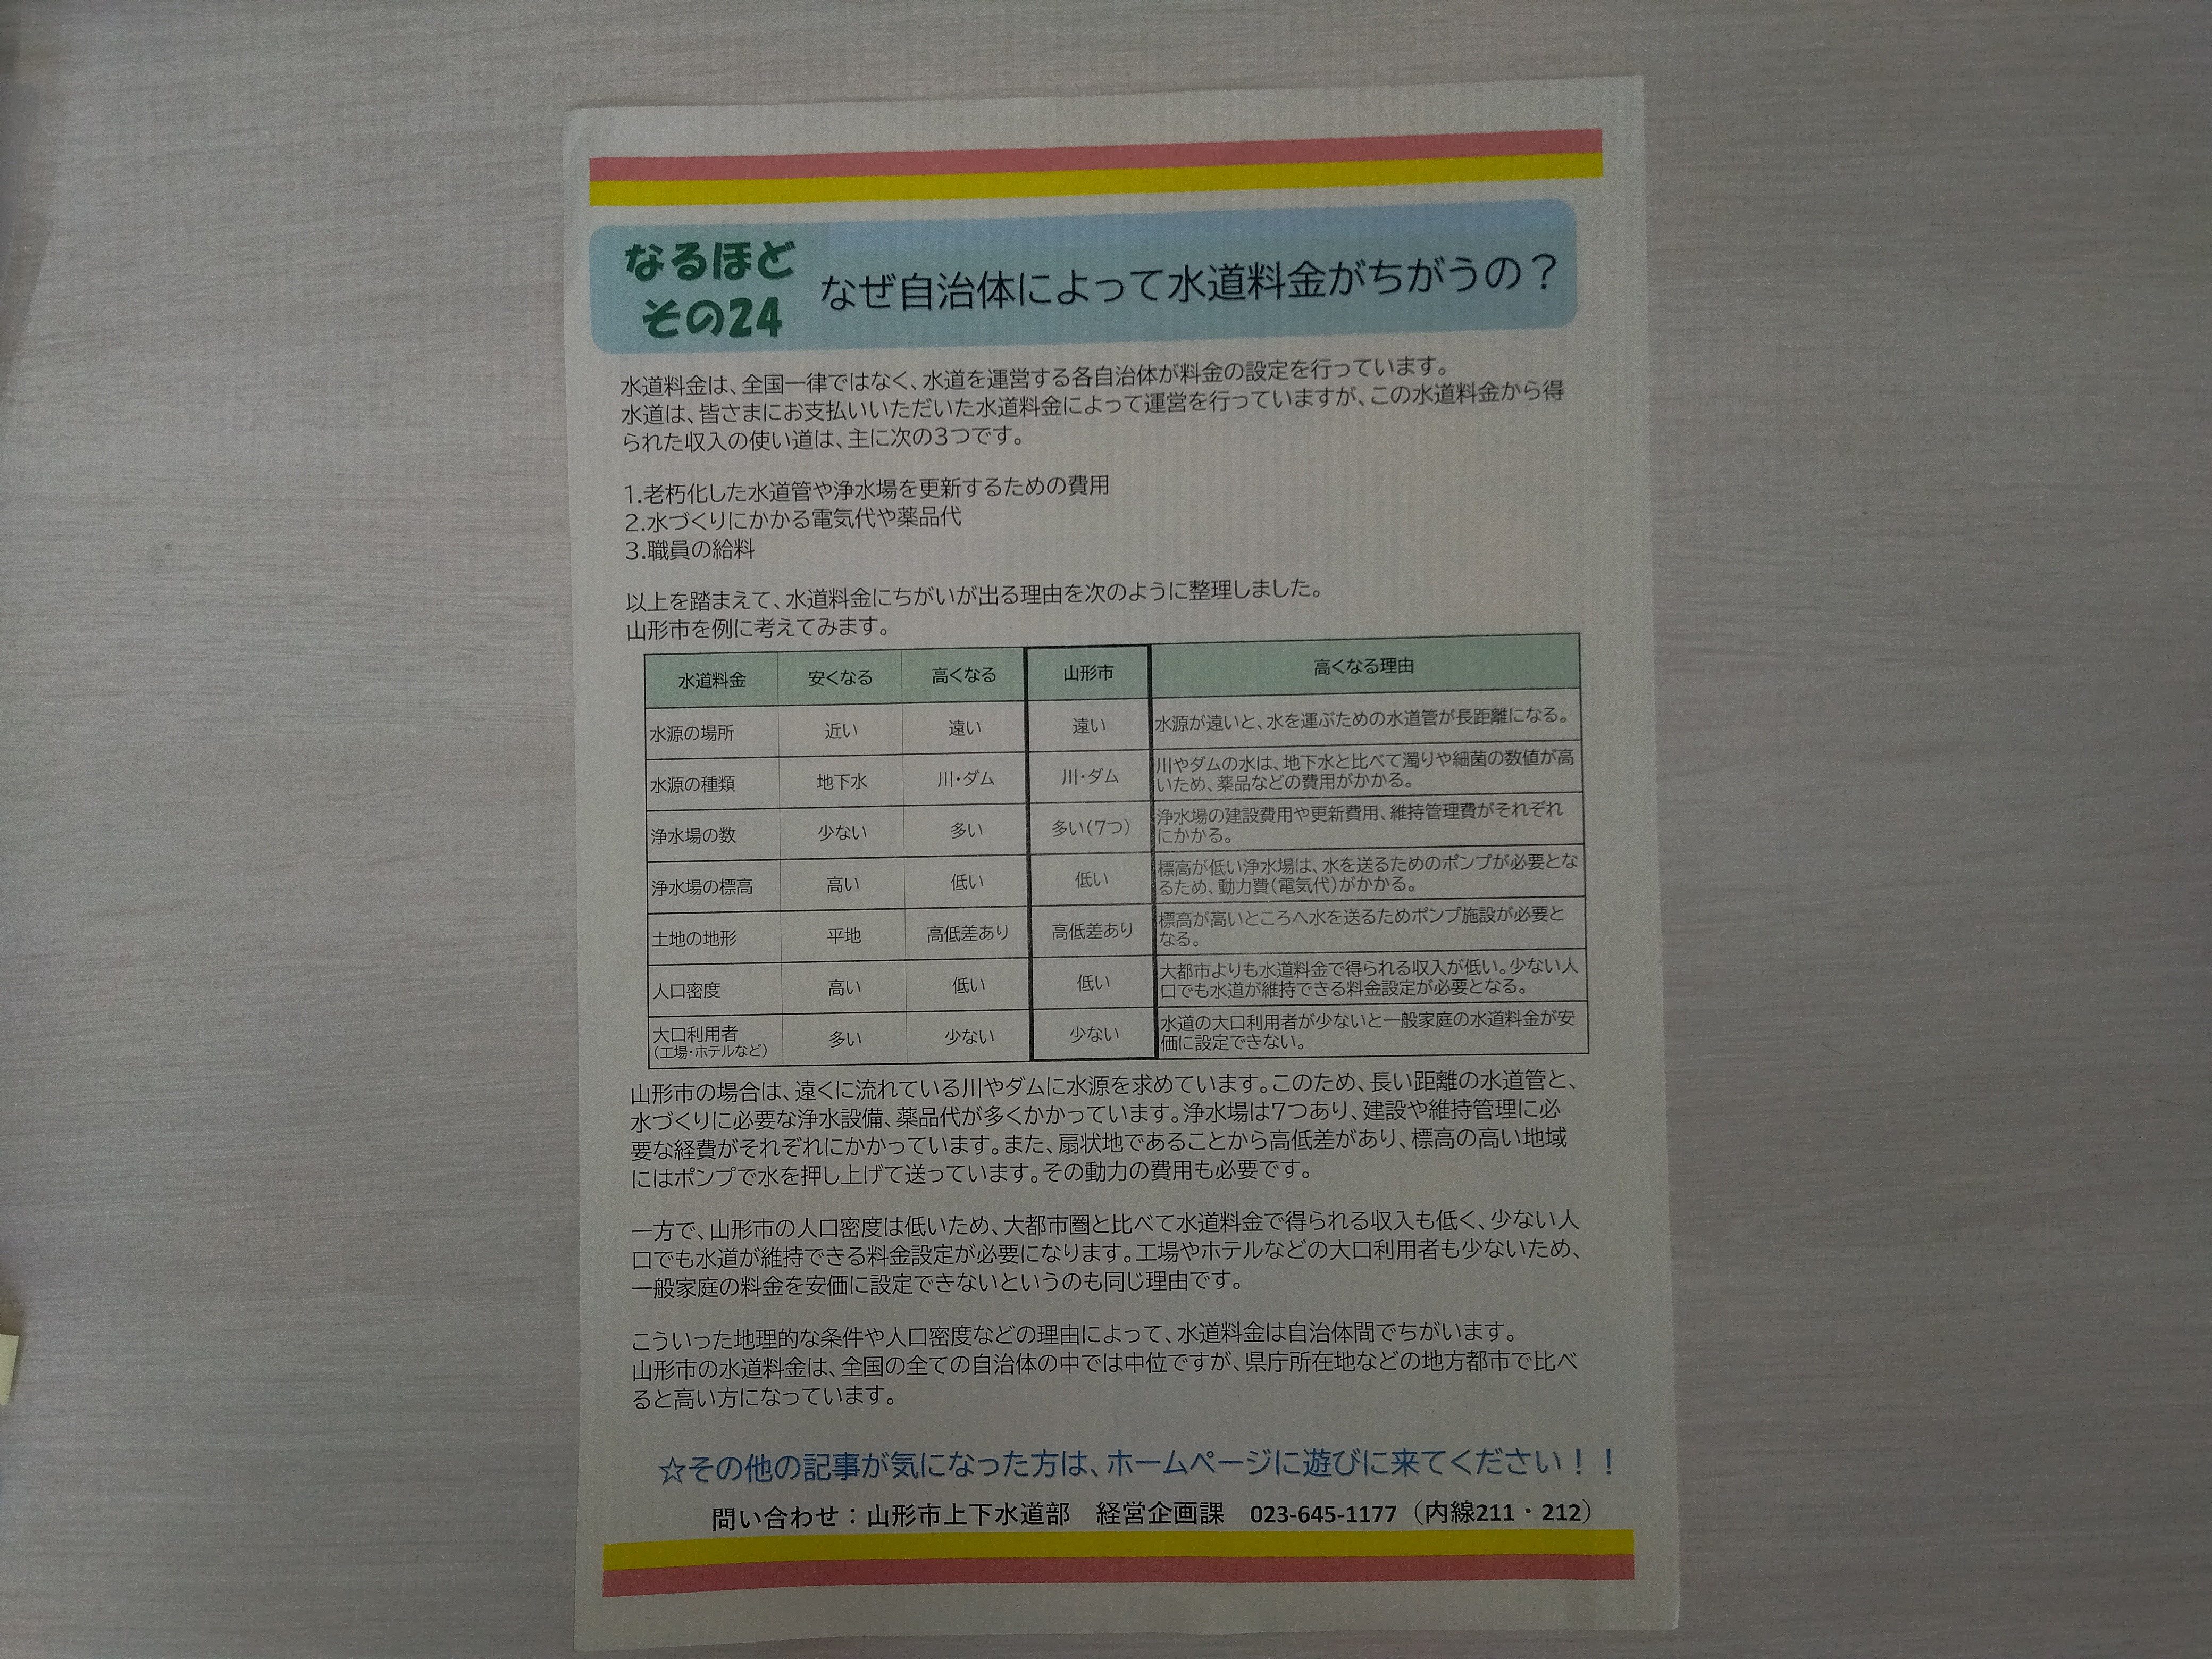 なるほど
その24
なぜ自治体によって水道料金がちがうの？
水道料金は、全国一律ではなく、水道を運営する各自治体が料金の設定を行っています。
水道は、皆さまにお支払いいただいた水道料金によって運営を行っていますが、この水道料金から得
られた収入の使い道は、主に次の3つです。
1.老朽化した水道管や浄水場を更新するための費用
2.水づくりにかかる電気代や薬品代
3.職員の給料
以上を踏まえて、水道料金にちがいが出る理由を次のように整理しました。
山形市を例に考えてみます。
水道料金 安くなる 高くなる 山形市 高くなる理由
水源の場所 近い 遠い 遠い 水源が遠いと、水を運ぶための水道管が長距離になる。
水源の種類 地下水 川・ダム 川・ダム 川やダムの水は、地下水と比べて濁りや細菌の数値が高
いため、薬品などの費用がかかる。
浄水場の数 少ない 多い 多い(7つ) 浄水場の建設費用や更新費用、維持管理費がそれぞれ
にかかる。
浄水場の標高 高い 低い 低い 標高が低い浄水場は、水を送るためのポンプが必要とな
るため、動力費(電気代)がかかる。
土地の地形 平地 高低差あり 高低差あり 標高が高いところへ水を送るためポンプ施設が必要と
なる。
人口密度 高い 低い 低い 大都市よりも水道料金で得られる収入が低い。少ない人
口でも水道が維持できる料金設定が必要となる。
大口利用者
(工場・ホテルなど) 多い 少ない 少ない 水道の大口利用者が少ないと一般家庭の水道料金が安
価に設定できない。
山形市の場合は、遠くに流れている川やダムに水源を求めています。このため、長い距離の水道管と、
水づくりに必要な浄水設備、薬品代が多くかかっています。浄水場は7つあり、建設や維持管理に必
要な経費がそれぞれにかかっています。また、扇状地であることから高低差があり、標高の高い地域
にはポンプで水を押し上げて送っています。その動力の費用も必要です。
一方で、山形市の人口密度は低いため、大都市圏と比べて水道料金で得られる収入も低く、少ない人
口でも水道が維持できる料金設定が必要になります。工場やホテルなどの大口利用者も少ないため、
一般家庭の料金を安価に設定できないというのも同じ理由です。
こういった地理的な条件や人口密度などの理由によって、水道料金は自治体間でちがいます。
山形市の水道料金は、全国の全ての自治体の中では中位ですが、県庁所在地などの地方都市で比べ
ると高い方になっています。
☆その他の記事が気になった方は、ホームページに遊びに来てください！！
問い合わせ：山形市上下水道部　経営企画課　023-645-1177（内線211・212）